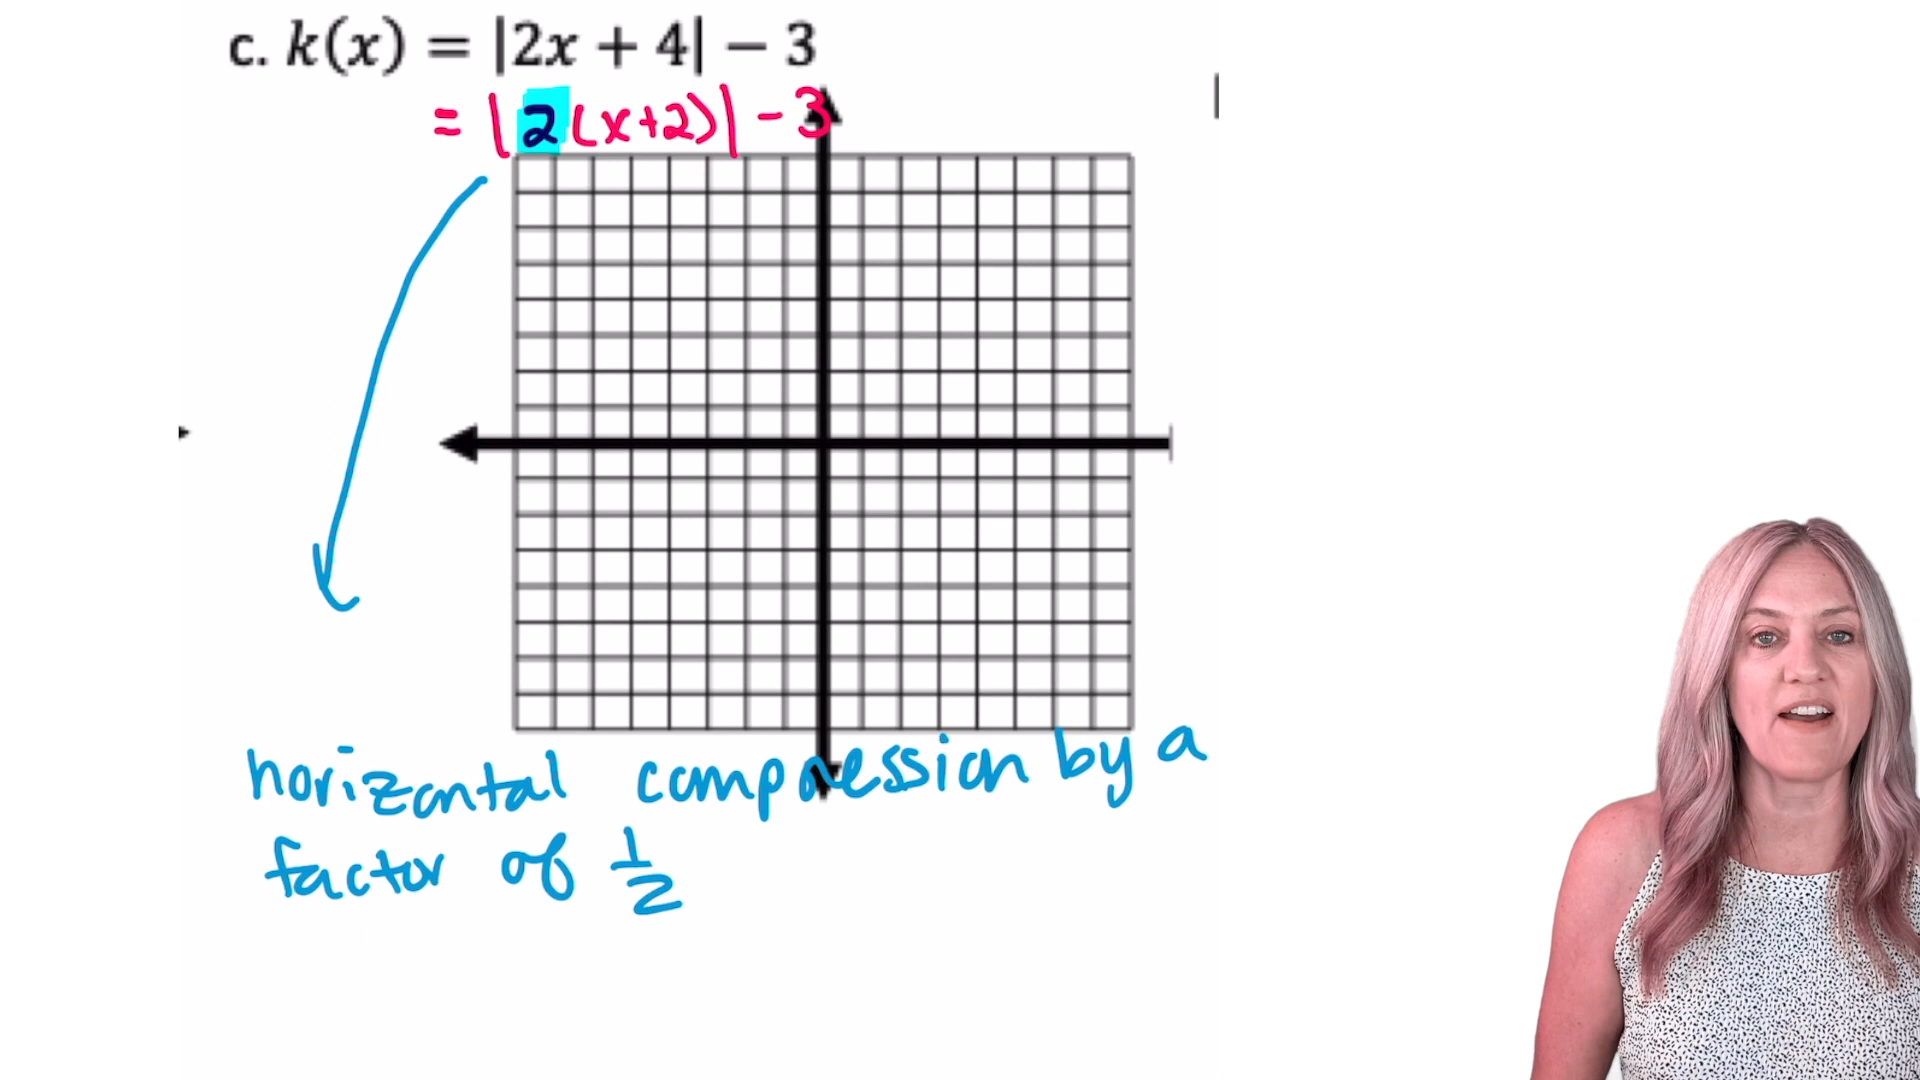 c. k(x) = |2x + 4| − 3
= |2(x+2)| - 3
horizontal compression by a
factor of 1/2